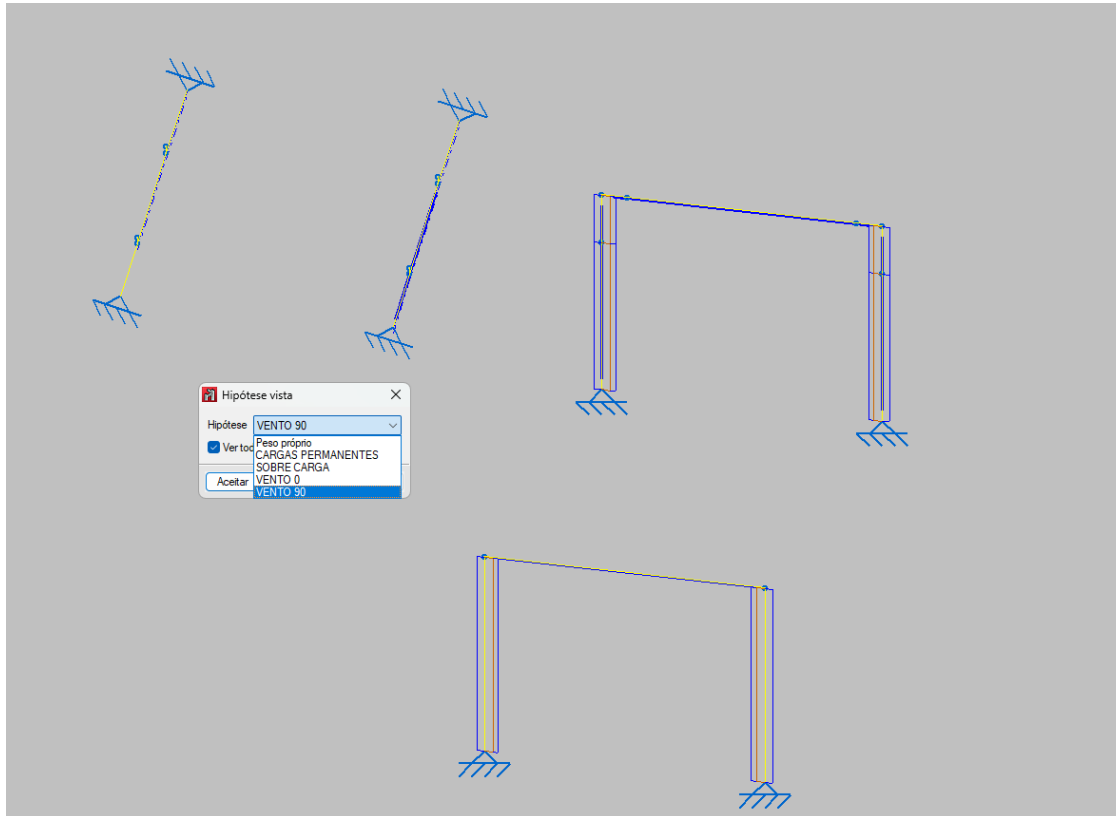 Hipótese vista
Hipótese VENTO 90
Ver tod
Peso próprio
CARGAS PERMANENTES
SOBRE CARGA
VENTO 0
VENTO 90
Aceitar